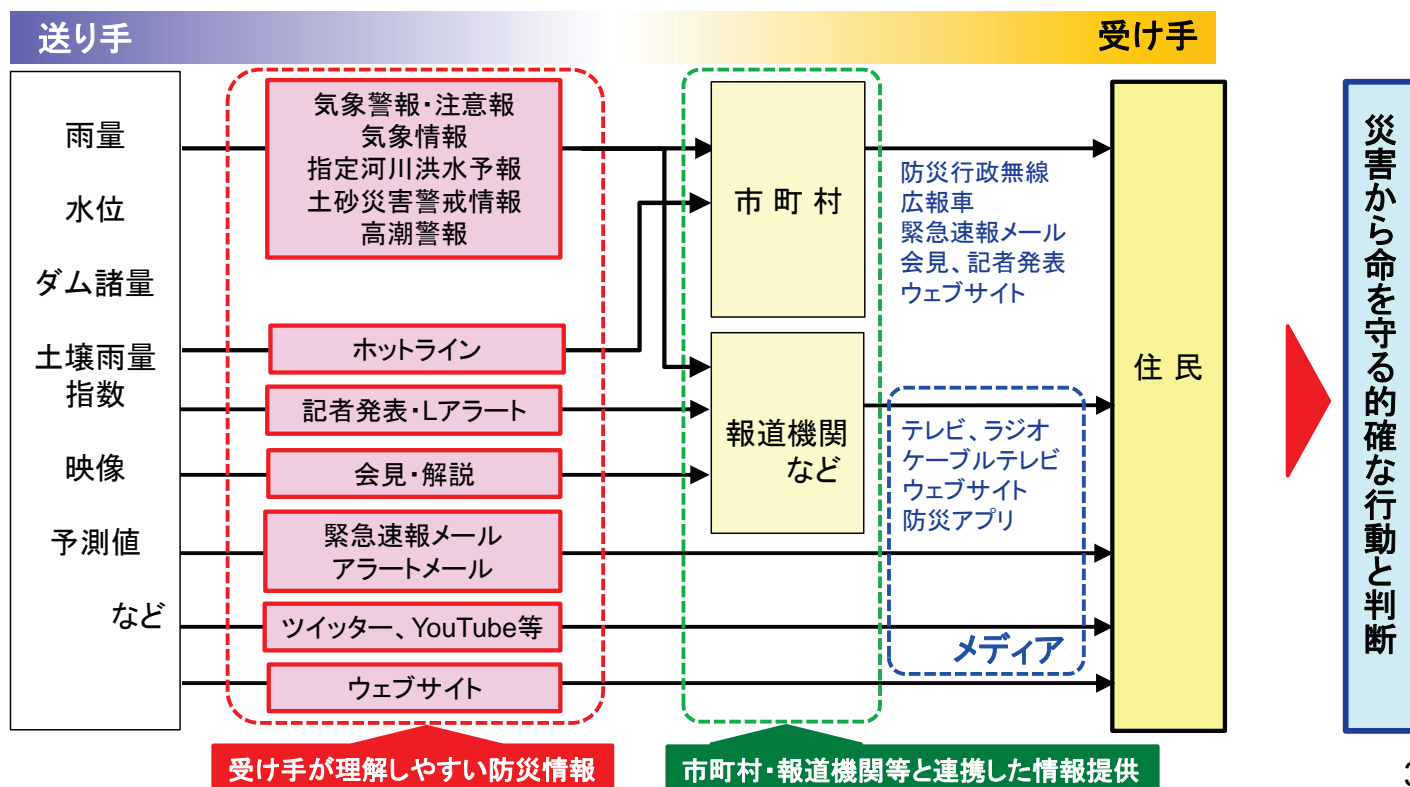 送り手
受け手
雨量
水位
ダム諸量
土壌雨量
指数
映像
予測値
など
気象警報・注意報
気象情報
指定河川洪水予報
土砂災害警戒情報
高潮警報
ホットライン
記者発表・Lアラート
会見・解説
緊急速報メール
アラートメール
ツイッター、YouTube等
ウェブサイト
市町村
報道機関
など
防災行政無線
広報車
緊急速報メール
会見、記者発表
ウェブサイト
テレビ、ラジオ
ケーブルテレビ
ウェブサイト
防災アプリ
メディア
住民
災害から命を守る的確な行動と判断
受け手が理解しやすい防災情報
市町村・報道機関等と連携した情報提供